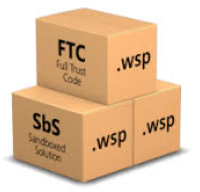 FTC
Full Trust
Code
.wsp
SbS
Sandboxed
Solution
.wsp
.wsp